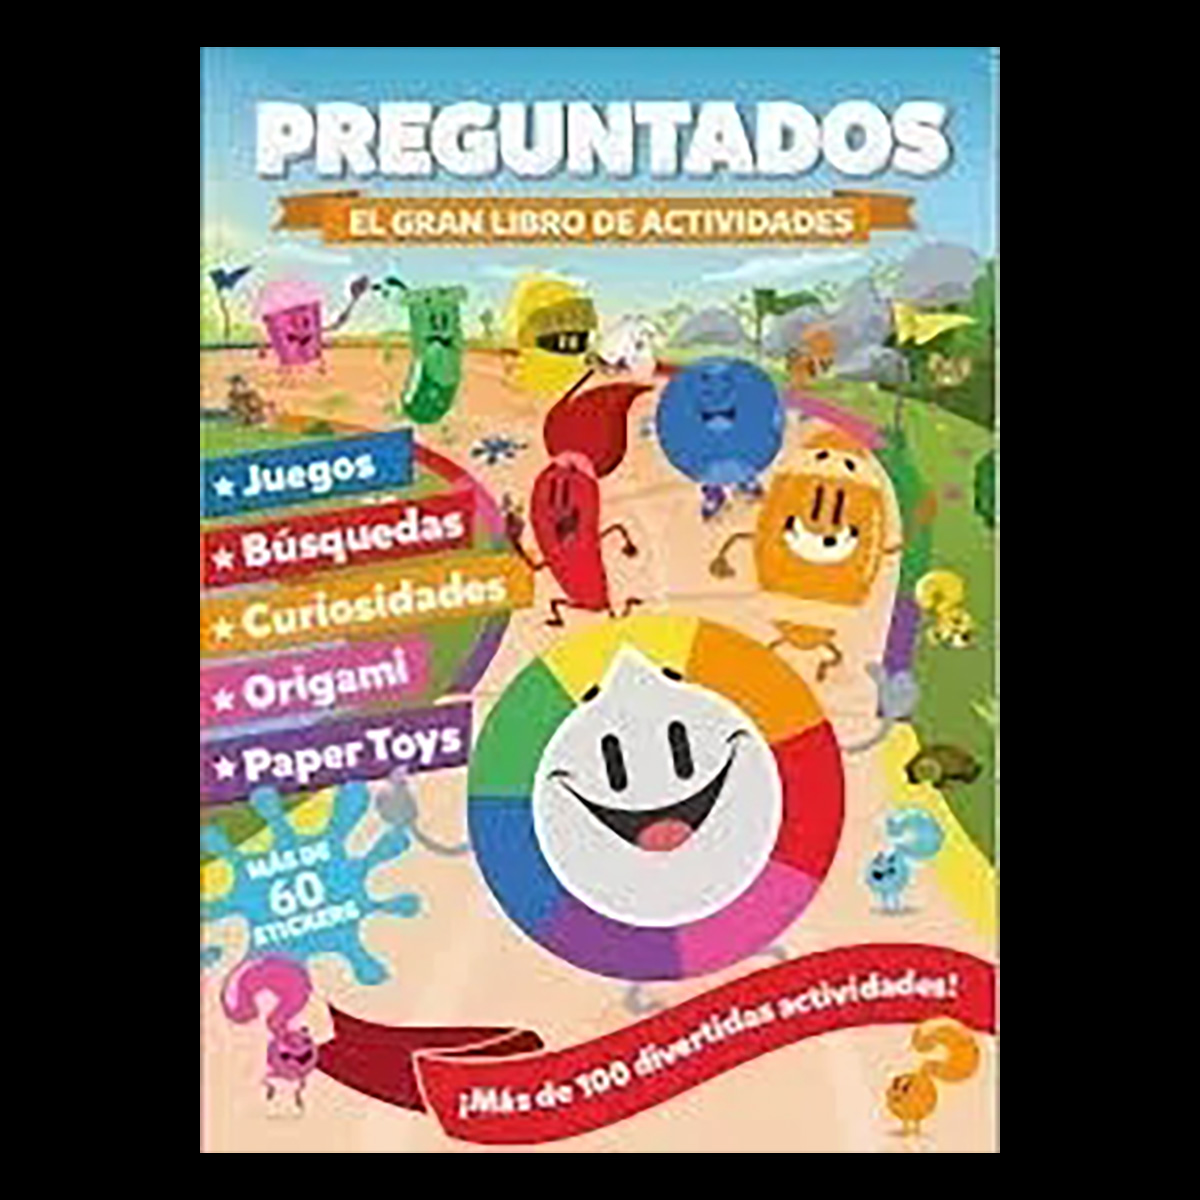 PREGUNTADOS
EL GRAN LIBRO DE ACTIVIDADES
Juegos
Búsquedas
Curiosidades
Origami
Paper Toys
MÁS DE
60
STICKERS
¡Más de 100 divertidas actividades!